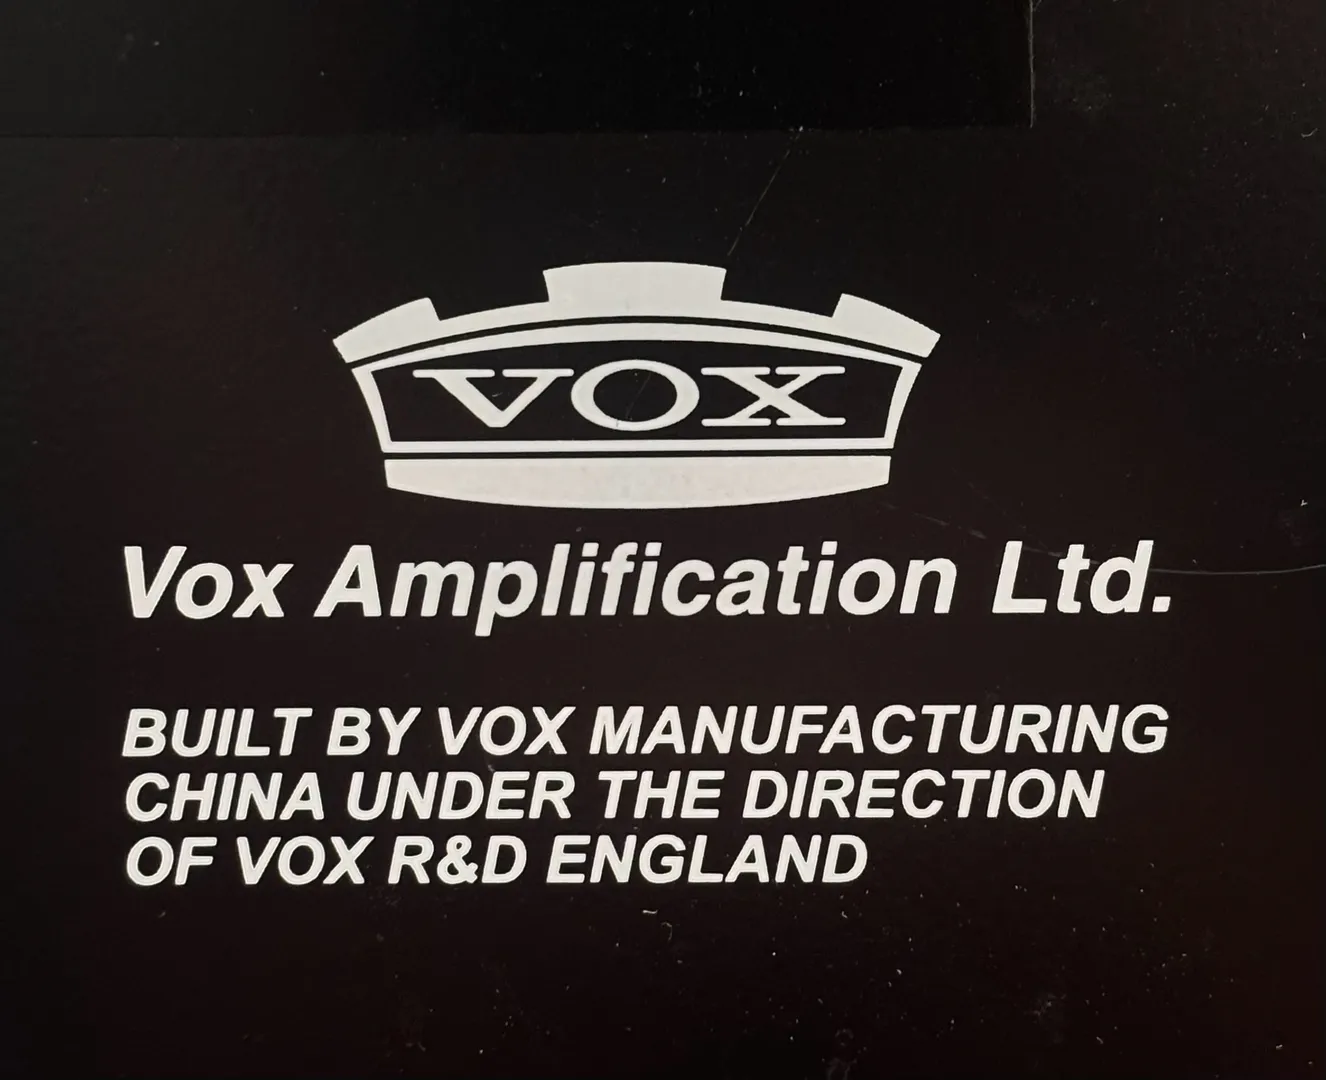 VOX
Vox Amplification Ltd.
BUILT BY VOX MANUFACTURING
CHINA UNDER THE DIRECTION
OF VOX R&D ENGLAND